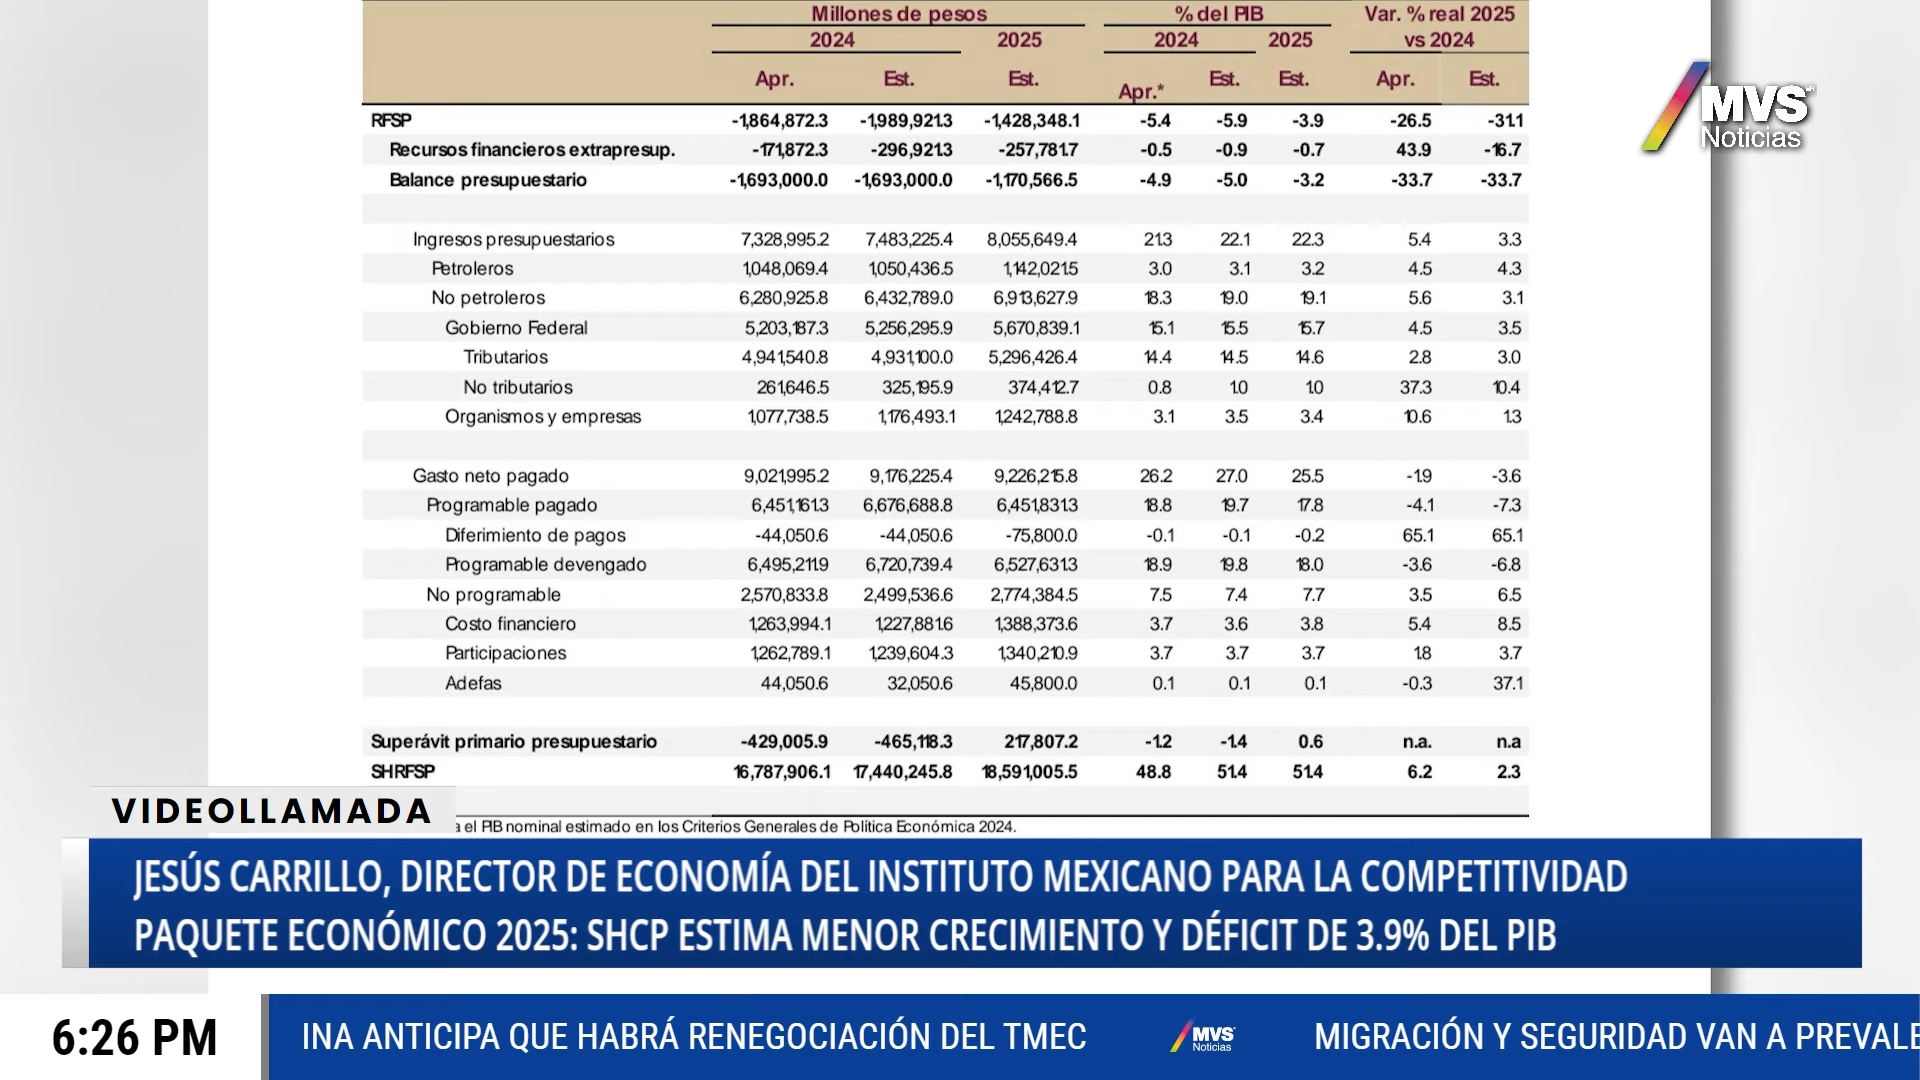 Millones de pesos % del PIB Var. % real 2025
2024 2025 2024 2025 vs 2024
Apr. Est. Est. Apr.* Est. Est. Apr. Est.
RFSP -1,864,872.3 -1,989,921.3 -1,428,348.1 -5.4 -5.9 -3.9 -26.5 -31.1
Recursos financieros extrapresup. -171,872.3 -296,921.3 -257,781.7 -0.5 -0.9 -0.7 43.9 -16.7
Balance presupuestario -1,693,000.0 -1,693,000.0 -1,170,566.5 -4.9 -5.0 -3.2 -33.7 -33.7
Ingresos presupuestarios 7,328,995.2 7,483,225.4 8,055,649.4 21.3 22.1 22.3 5.4 3.3
Petroleros 1,048,069.4 1,050,436.5 1,142,021.5 3.0 3.1 3.2 4.5 4.3
No petroleros 6,280,925.8 6,432,789.0 6,913,627.9 18.3 19.0 19.1 5.6 3.1
Gobierno Federal 5,203,187.3 5,256,295.9 5,670,839.1 15.1 15.5 15.7 4.5 3.5
Tributarios 4,941,540.8 4,931,100.0 5,296,426.4 14.4 14.5 14.6 2.8 3.0
No tributarios 261,646.5 325,195.9 374,412.7 0.8 1.0 1.0 37.3 10.4
Organismos y empresas 1,077,738.5 1,176,493.1 1,242,788.8 3.1 3.5 3.4 10.6 1.3
Gasto neto pagado 9,021,995.2 9,176,225.4 9,226,215.8 26.2 27.0 25.5 -1.9 -3.6
Programable pagado 6,451,161.3 6,676,688.8 6,451,831.3 18.8 19.7 17.8 -4.1 -7.3
Diferimiento de pagos -44,050.6 -44,050.6 -75,800.0 -0.1 -0.1 -0.2 65.1 65.1
Programable devengado 6,495,211.9 6,720,739.4 6,527,631.3 18.9 19.8 18.0 -3.6 -6.8
No programable 2,570,833.8 2,499,536.6 2,774,384.5 7.5 7.4 7.7 3.5 6.5
Costo financiero 1,263,994.1 1,227,881.6 1,388,373.6 3.7 3.6 3.8 5.4 8.5
Participaciones 1,262,789.1 1,239,604.3 1,340,210.9 3.7 3.7 3.7 1.8 3.7
Adefas 44,050.6 32,050.6 45,800.0 0.1 0.1 0.1 -0.3 37.1
Superávit primario presupuestario -429,005.9 -465,118.3 217,807.2 -1.2 -1.4 0.6 n.a. n.a
SHRFSP 16,787,906.1 17,440,245.8 18,591,005.5 48.8 51.4 51.4 6.2 2.3
a el PIB nominal estimado en los Criterios Generales de Política Económica 2024.
MVS
Noticias
VIDEOLLAMADA
JESÚS CARRILLO, DIRECTOR DE ECONOMÍA DEL INSTITUTO MEXICANO PARA LA COMPETITIVIDAD
PAQUETE ECONÓMICO 2025: SHCP ESTIMA MENOR CRECIMIENTO Y DÉFICIT DE 3.9% DEL PIB
6:26 PM INA ANTICIPA QUE HABRÁ RENEGOCIACIÓN DEL TMEC MVS Noticias MIGRACIÓN Y SEGURIDAD VAN A PREVALE